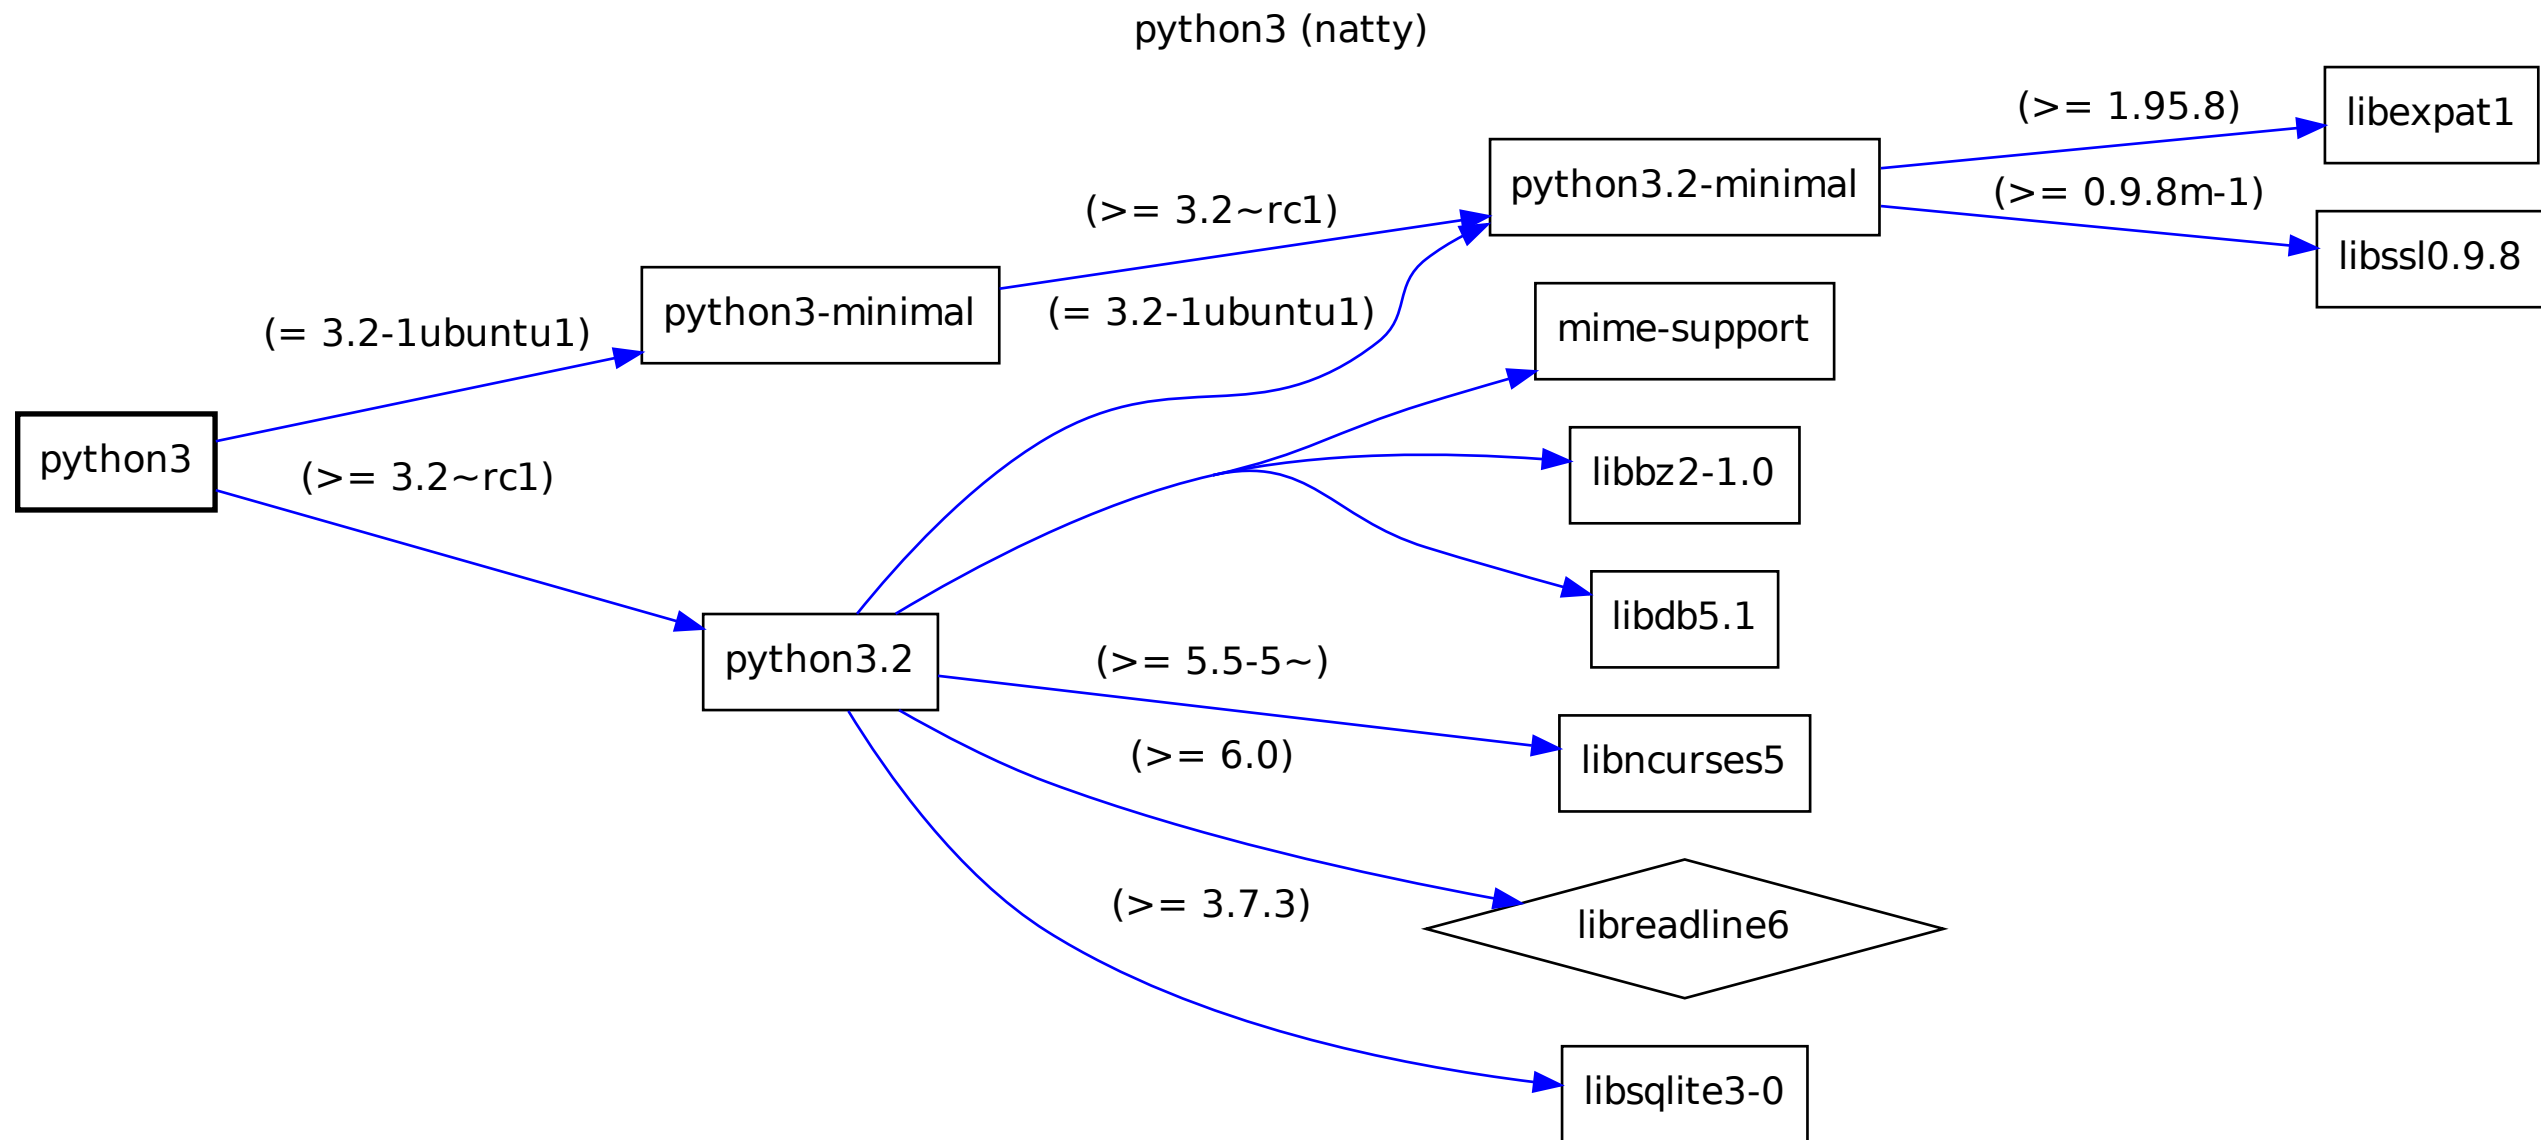 python3 (natty)
(>= 1.95.8)
libexpat1
python3.2-minimal
(>= 0.9.8m-1)
(>= 3.2~rc1)
libssl0.9.8
python3-minimal
(= 3.2-1ubuntu1)
mime-support
(= 3.2-1ubuntu1)
python3
(>= 3.2~rc1)
libbz2-1.0
libdb5.1
python3.2
(>= 5.5-5~)
(>= 6.0)
libncurses5
(>= 3.7.3)
libreadline6
libsqlite3-0